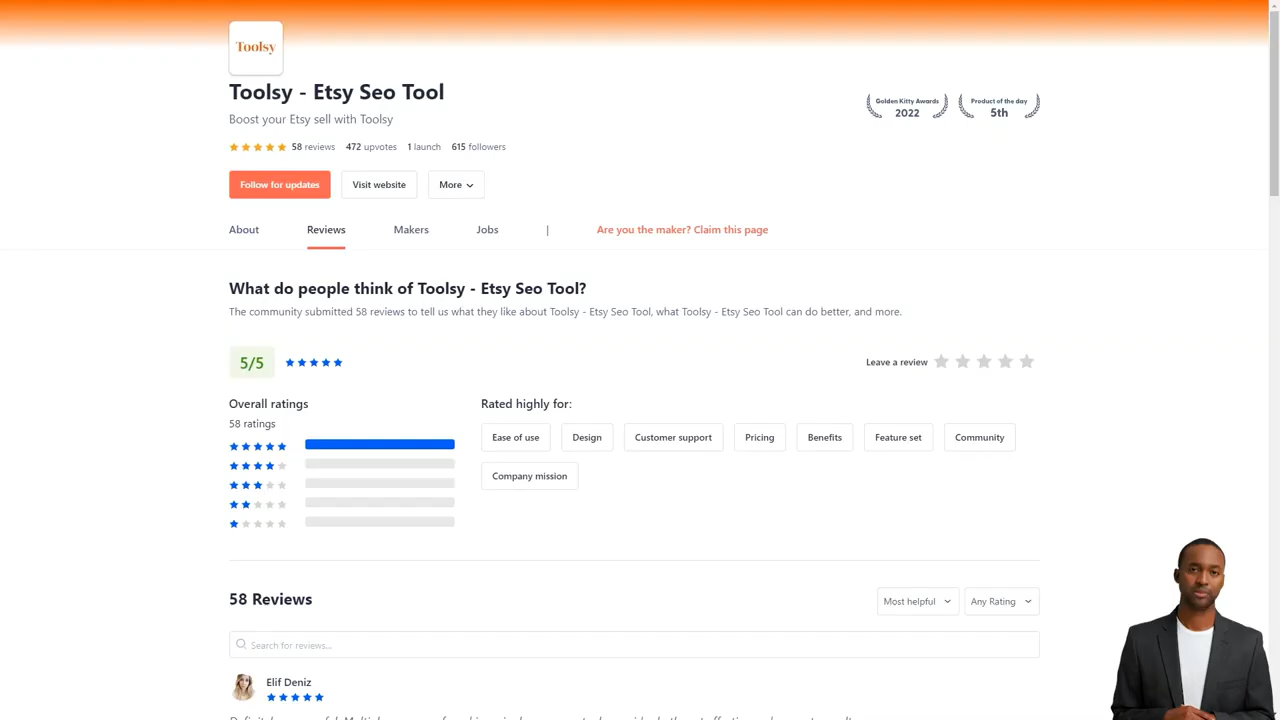 Toolsy
Toolsy - Etsy Seo Tool
Boost your Etsy sell with Toolsy
Golden Kitty Awards
2022
Product of the day
5th
58 reviews 472 upvotes 1 launch 615 followers
Follow for updates Visit website More
About Reviews Makers Jobs | Are you the maker? Claim this page
What do people think of Toolsy - Etsy Seo Tool?
The community submitted 58 reviews to tell us what they like about Toolsy - Etsy Seo Tool, what Toolsy - Etsy Seo Tool can do better, and more.
5/5 Leave a review
Overall ratings
58 ratings
Rated highly for:
Ease of use Design Customer support Pricing Benefits Feature set Community
Company mission
58 Reviews Most helpful Any Rating
Search for reviews...
Elif Deniz